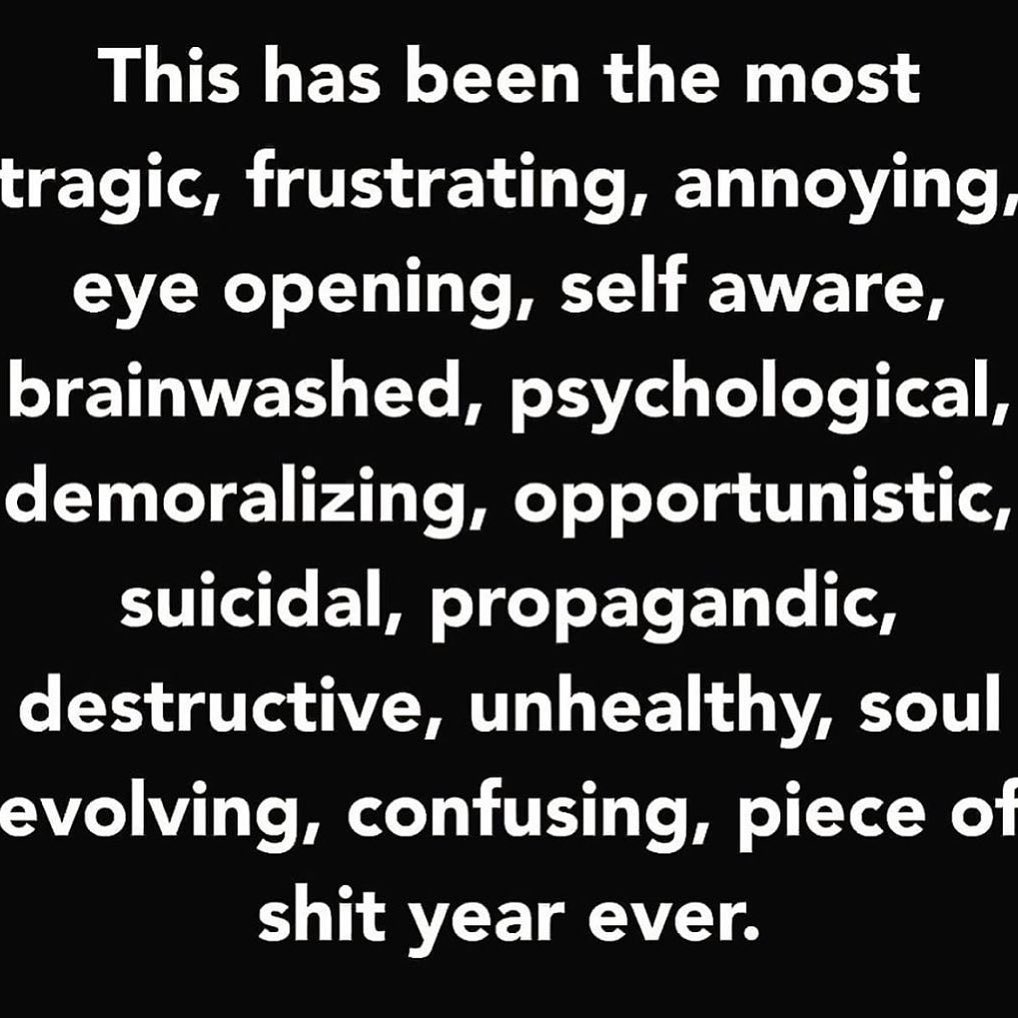 This has been the most
tragic, frustrating, annoying,
eye opening, self aware,
brainwashed, psychological,
demoralizing, opportunistic,
suicidal, propagandic,
destructive, unhealthy, soul
evolving, confusing, piece of
shit year ever.